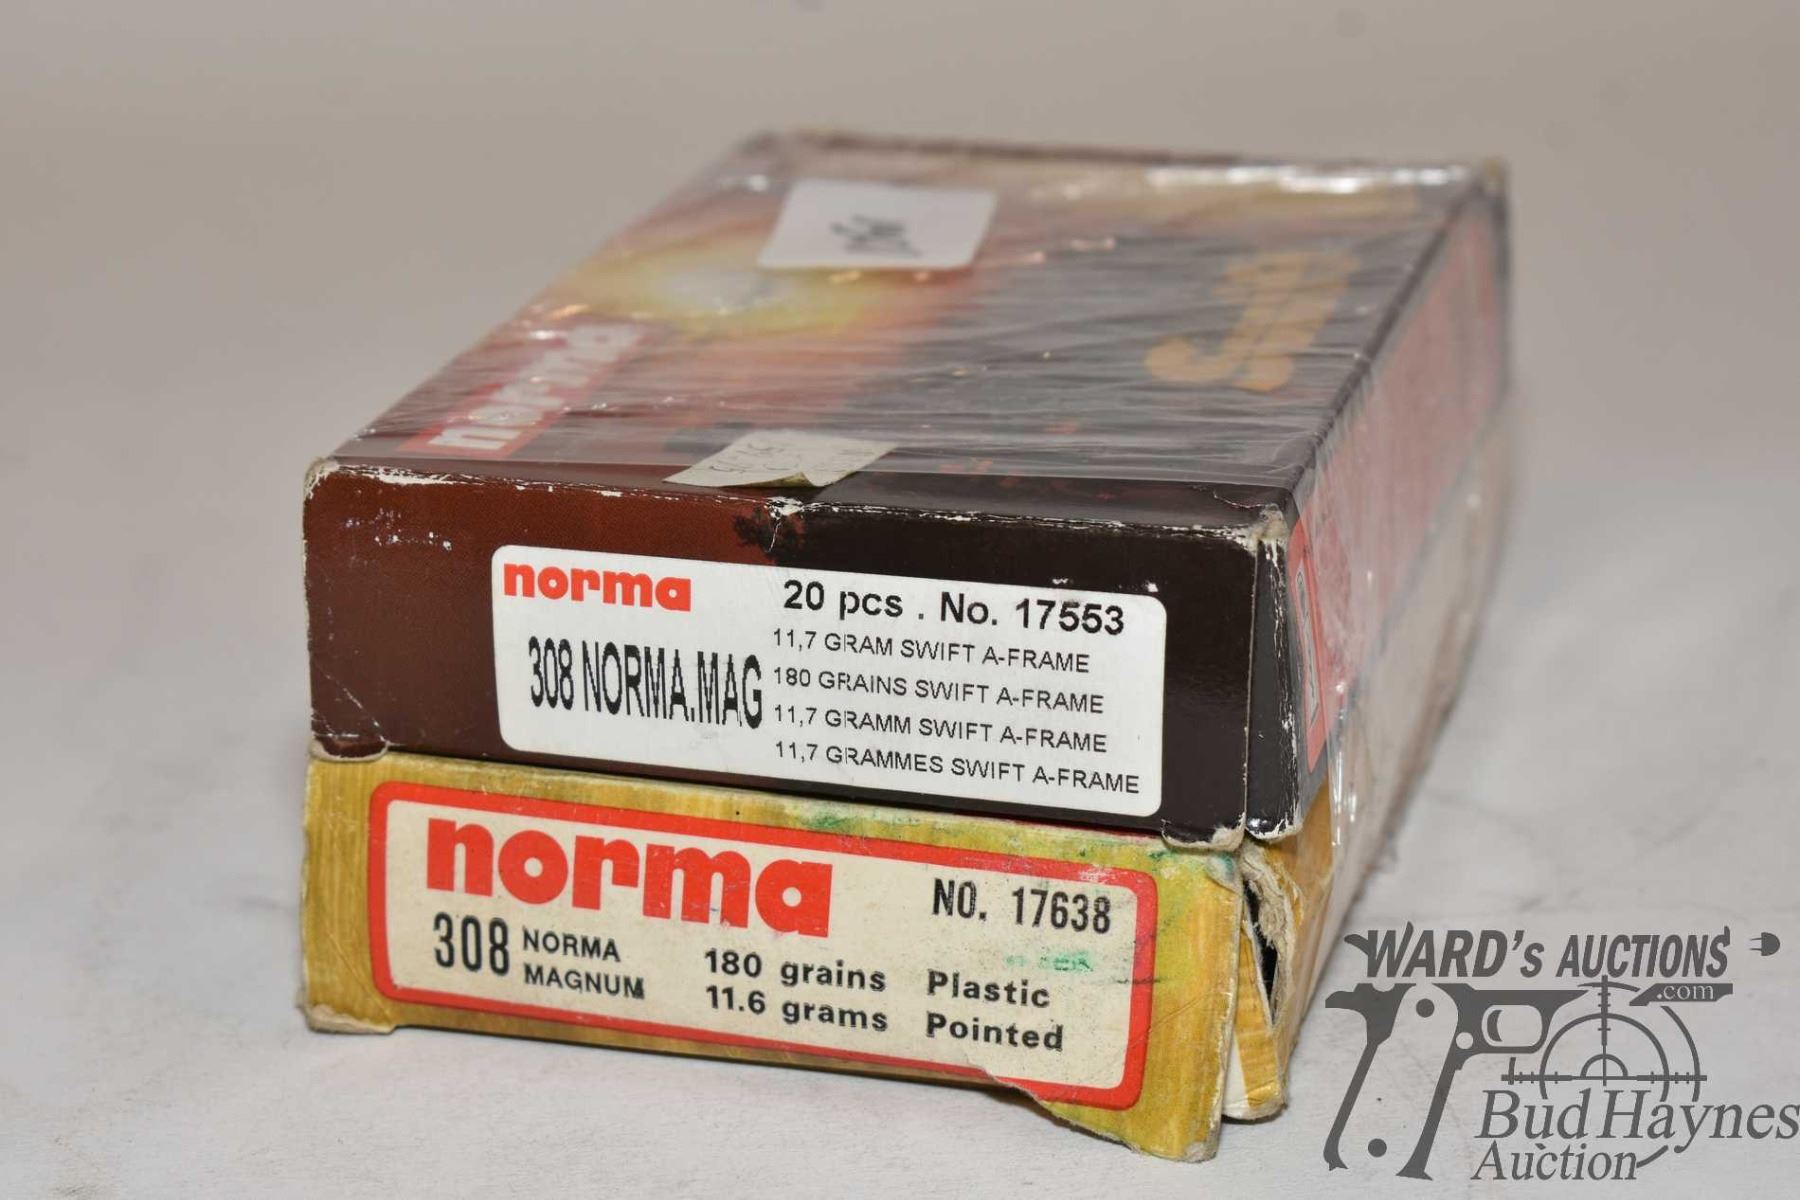 norma
norma
20 pcs . No. 17553
308 NORMA.MAG
11,7 GRAM SWIFT A-FRAME
180 GRAINS SWIFT A-FRAME
11,7 GRAMM SWIFT A-FRAME
11,7 GRAMMES SWIFT A-FRAME
norma
NO. 17638
308 NORMA MAGNUM
180 grains Plastic
11.6 grams Pointed
WARD's AUCTIONS
.com
Bud Haynes
Auction